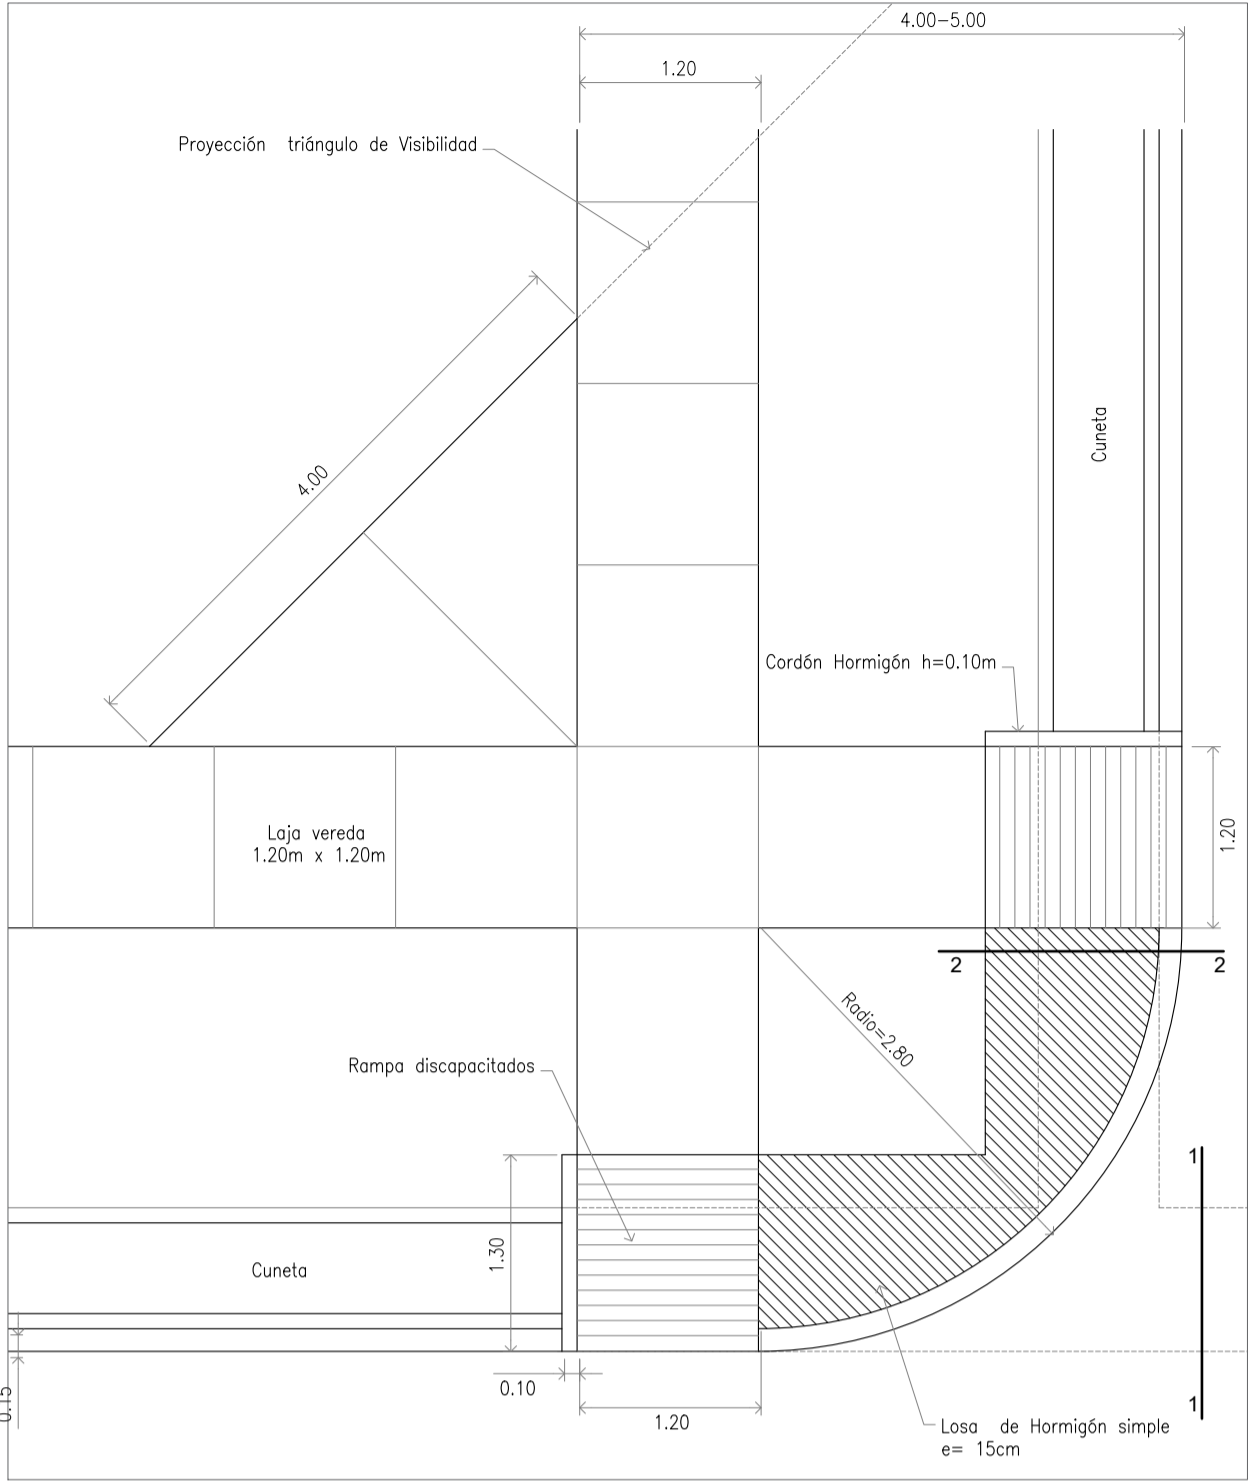 4.00-5.00
1.20
Proyección triángulo de Visibilidad
4.00
Cuneta
Cordón Hormigón h=0.10m
Laja vereda
1.20m x 1.20m
1.20
2
2
Radio=2.80
Rampa discapacitados
1
1.30
Cuneta
0.10
0.15
1.20
1
Losa de Hormigón simple
e= 15cm